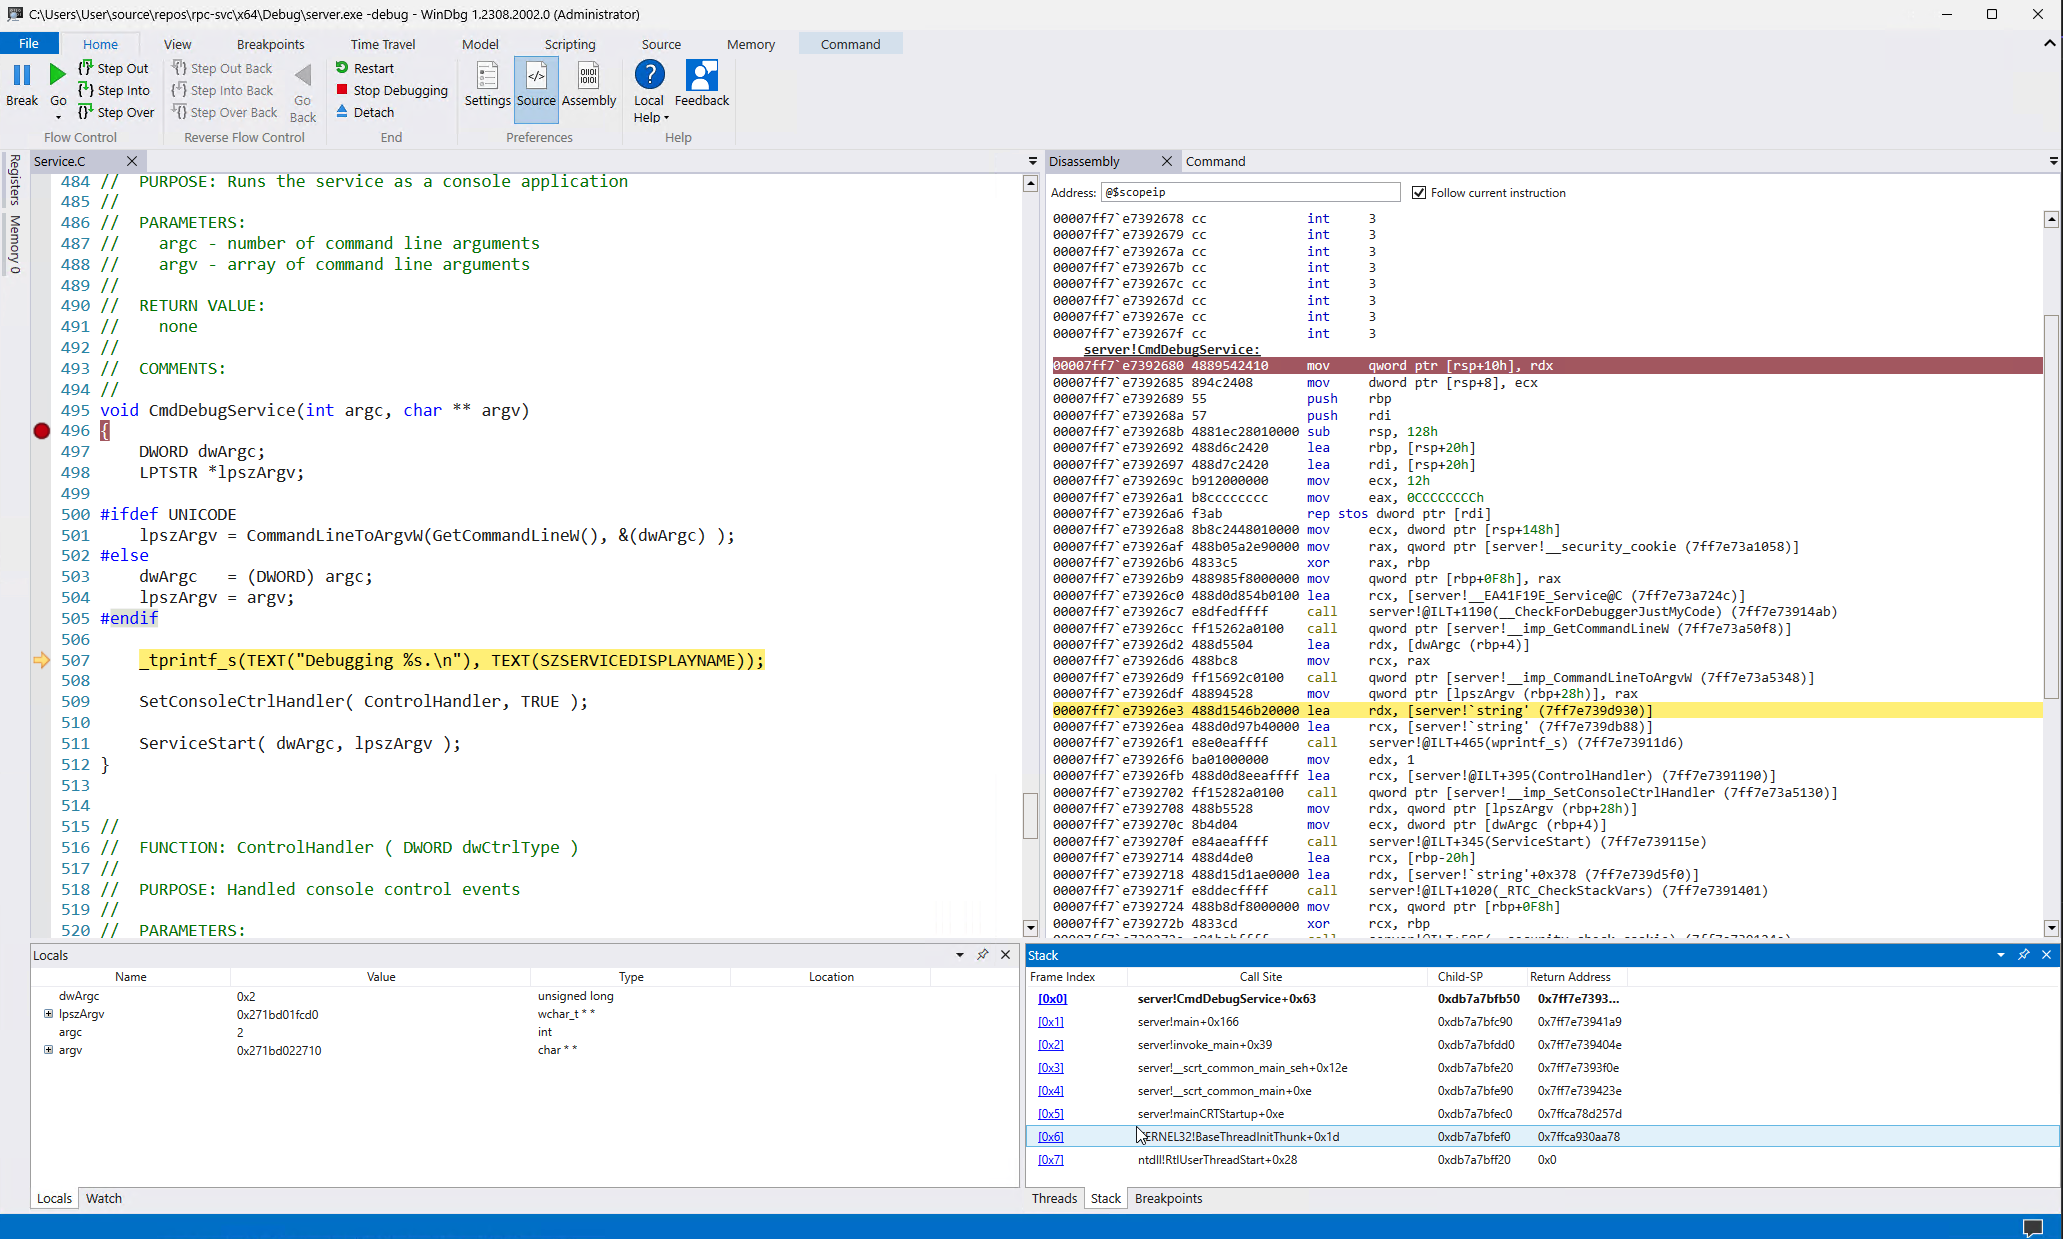 C:\Users\User\source\repos\rpc-svc\x64\Debug\server.exe -debug - WinDbg 1.2308.2002.0 (Administrator)
File Home View Breakpoints Time Travel Model Scripting Source Memory Command
Break
Go
Step Out
Step Into
Step Over
Flow Control
Step Out Back
Step Into Back
Step Over Back
Go Back
Reverse Flow Control
Restart
Stop Debugging
Detach
End
Settings Source Assembly
Preferences
Local Help
Feedback
Help
Registers
Memory 0
Service.C
484 //  PURPOSE: Runs the service as a console application
485 //
486 //  PARAMETERS:
487 //    argc - number of command line arguments
488 //    argv - array of command line arguments
489 //
490 //  RETURN VALUE:
491 //    none
492 //
493 //  COMMENTS:
494 //
495 void CmdDebugService(int argc, char ** argv)
496 {
497     DWORD dwArgc;
498     LPTSTR *lpszArgv;
499
500 #ifdef UNICODE
501     lpszArgv = CommandLineToArgvW(GetCommandLineW(), &(dwArgc) );
502 #else
503     dwArgc   = (DWORD) argc;
504     lpszArgv = argv;
505 #endif
506
507     _tprintf_s(TEXT("Debugging %s.\n"), TEXT(SZSERVICEDISPLAYNAME));
508
509     SetConsoleCtrlHandler( ControlHandler, TRUE );
510
511     ServiceStart( dwArgc, lpszArgv );
512 }
513
514
515 //
516 //  FUNCTION: ControlHandler ( DWORD dwCtrlType )
517 //
518 //  PURPOSE: Handled console control events
519 //
520 //  PARAMETERS:
Disassembly Command
Address: @$scopeip Follow current instruction
00007ff7`e7392678 cc int 3
00007ff7`e7392679 cc int 3
00007ff7`e739267a cc int 3
00007ff7`e739267b cc int 3
00007ff7`e739267c cc int 3
00007ff7`e739267d cc int 3
00007ff7`e739267e cc int 3
00007ff7`e739267f cc int 3
server!CmdDebugService:
00007ff7`e7392680 4889542410 mov qword ptr [rsp+10h], rdx
00007ff7`e7392685 894c2408 mov dword ptr [rsp+8], ecx
00007ff7`e7392689 55 push rbp
00007ff7`e739268a 57 push rdi
00007ff7`e739268b 4881ec28010000 sub rsp, 128h
00007ff7`e7392692 488d6c2420 lea rbp, [rsp+20h]
00007ff7`e7392697 488d7c2420 lea rdi, [rsp+20h]
00007ff7`e739269c b912000000 mov ecx, 12h
00007ff7`e73926a1 b8cccccccc mov eax, 0CCCCCCCCh
00007ff7`e73926a6 f3ab rep stos dword ptr [rdi]
00007ff7`e73926a8 8b8c2448010000 mov ecx, dword ptr [rsp+148h]
00007ff7`e73926af 488b05a2e90000 mov rax, qword ptr [server!__security_cookie (7ff7e73a1058)]
00007ff7`e73926b6 4833c5 xor rax, rbp
00007ff7`e73926b9 488985f8000000 mov qword ptr [rbp+0F8h], rax
00007ff7`e73926c0 488d0d854b0100 lea rcx, [server!__EA41F19E_Service@C (7ff7e73a724c)]
00007ff7`e73926c7 e8dfedffff call server!@ILT+1190(__CheckForDebuggerJustMyCode) (7ff7e73914ab)
00007ff7`e73926cc ff15262a0100 call qword ptr [server!__imp_GetCommandLineW (7ff7e73a50f8)]
00007ff7`e73926d2 488d5504 lea rdx, [dwArgc (rbp+4)]
00007ff7`e73926d6 488bc8 mov rcx, rax
00007ff7`e73926d9 ff15692c0100 call qword ptr [server!__imp_CommandLineToArgvW (7ff7e73a5348)]
00007ff7`e73926df 48894528 mov qword ptr [lpszArgv (rbp+28h)], rax
00007ff7`e73926e3 488d1546b20000 lea rdx, [server!`string' (7ff7e739d930)]
00007ff7`e73926ea 488d0d97b40000 lea rcx, [server!`string' (7ff7e739db88)]
00007ff7`e73926f1 e8e0eaffff call server!@ILT+465(wprintf_s) (7ff7e73911d6)
00007ff7`e73926f6 ba01000000 mov edx, 1
00007ff7`e73926fb 488d0d8eeaffff lea rcx, [server!@ILT+395(ControlHandler) (7ff7e7391190)]
00007ff7`e7392702 ff15282a0100 call qword ptr [server!__imp_SetConsoleCtrlHandler (7ff7e73a5130)]
00007ff7`e7392708 488b5528 mov rdx, qword ptr [lpszArgv (rbp+28h)]
00007ff7`e739270c 8b4d04 mov ecx, dword ptr [dwArgc (rbp+4)]
00007ff7`e739270f e84aeaffff call server!@ILT+345(ServiceStart) (7ff7e739115e)
00007ff7`e7392714 488d4de0 lea rcx, [rbp-20h]
00007ff7`e7392718 488d15d1ae0000 lea rdx, [server!`string'+0x378 (7ff7e739d5f0)]
00007ff7`e739271f e8ddecffff call server!@ILT+1020(_RTC_CheckStackVars) (7ff7e7391401)
00007ff7`e7392724 488b8df8000000 mov rcx, qword ptr [rbp+0F8h]
00007ff7`e739272b 4833cd xor rcx, rbp
Locals
Name Value Type Location
dwArgc 0x2 unsigned long
lpszArgv 0x271bd01fcd0 wchar_t * *
argc 2 int
argv 0x271bd022710 char * *
Locals Watch
Stack
Frame Index Call Site Child-SP Return Address
[0x0] server!CmdDebugService+0x63 0xdb7a7bfb50 0x7ff7e7393...
[0x1] server!main+0x166 0xdb7a7bfc90 0x7ff7e73941a9
[0x2] server!invoke_main+0x39 0xdb7a7bfdd0 0x7ff7e739404e
[0x3] server!__scrt_common_main_seh+0x12e 0xdb7a7bfe20 0x7ff7e7393f0e
[0x4] server!__scrt_common_main+0xe 0xdb7a7bfe90 0x7ff7e739423e
[0x5] server!mainCRTStartup+0xe 0xdb7a7bfec0 0x7ffca78d257d
[0x6] ERNEL32!BaseThreadInitThunk+0x1d 0xdb7a7bfef0 0x7ffca930aa78
[0x7] ntdll!RtlUserThreadStart+0x28 0xdb7a7bff20 0x0
Threads Stack Breakpoints